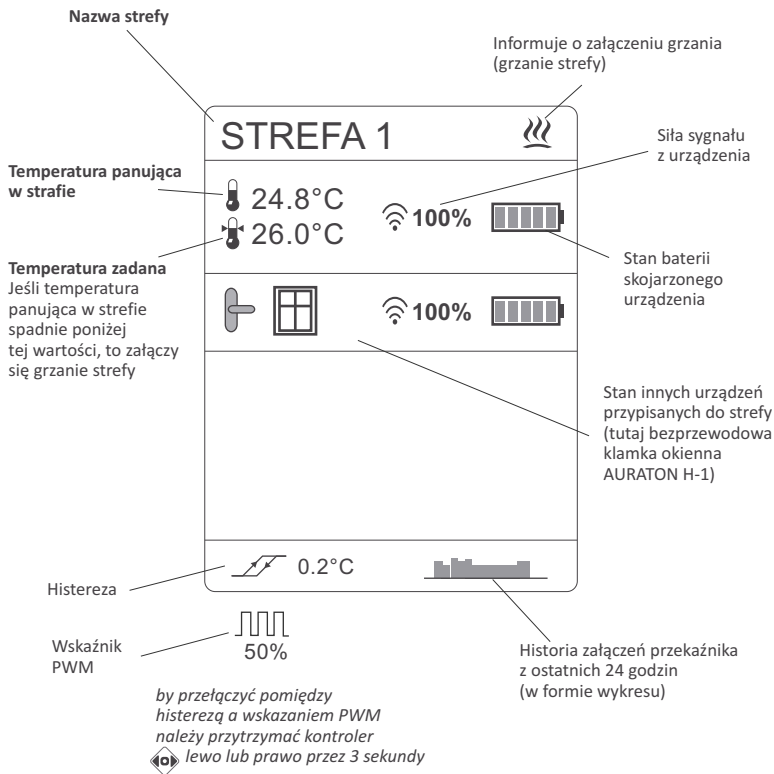 Nazwa strefy
Informuje o załączeniu grzania
(grzanie strefy)
STREFA 1
Siła sygnału
z urządzenia
Temperatura panująca
w strafie
24.8°C
100%
26.0°C
Temperatura zadana
Jeśli temperatura
panująca w strefie
spadnie poniżej
tej wartości, to załączy
się grzanie strefy
Stan baterii
skojarzonego
urządzenia
100%
Stan innych urządzeń
przypisanych do strefy
(tutaj bezprzewodowa
klamka okienna
AURATON H-1)
0.2°C
Histereza
Wskaźnik
PWM
50%
Historia załączeń przekaźnika
z ostatnich 24 godzin
(w formie wykresu)
by przełączyć pomiędzy
histerezą a wskazaniem PWM
należy przytrzymać kontroler
lewo lub prawo przez 3 sekundy